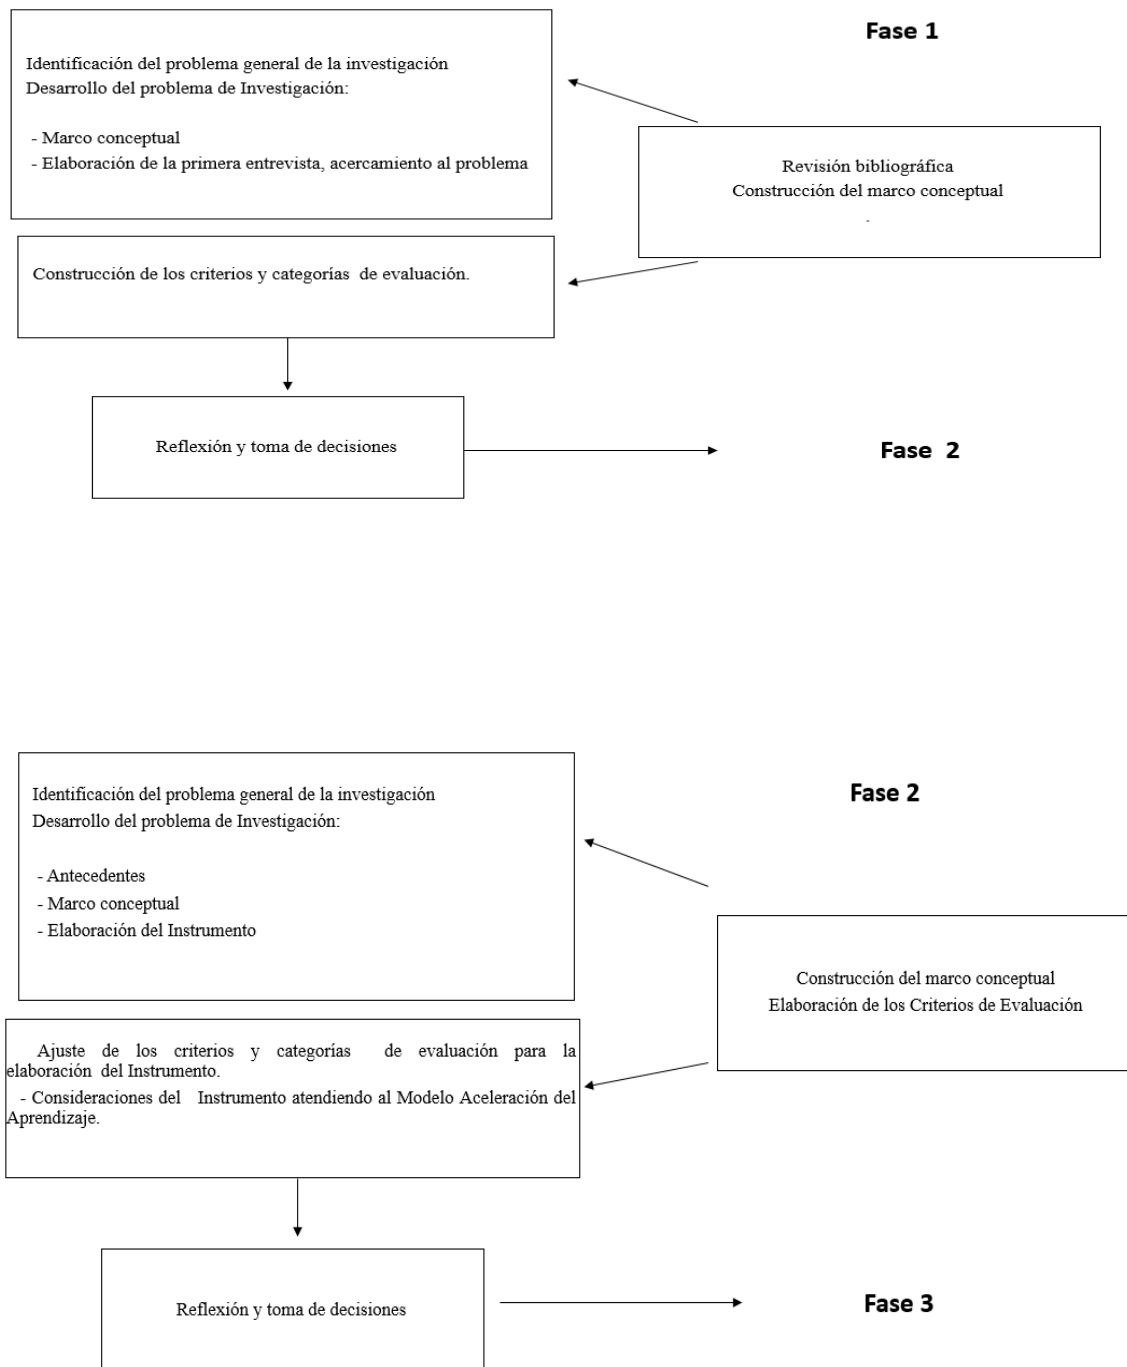 Fase 1
Identificación del problema general de la investigación
Desarrollo del problema de Investigación:
- Marco conceptual
- Elaboración de la primera entrevista, acercamiento al problema
Revisión bibliográfica
Construcción del marco conceptual
.
Construcción de los criterios y categorías de evaluación.
Reflexión y toma de decisiones
Fase 2
Fase 2
Identificación del problema general de la investigación
Desarrollo del problema de Investigación:
- Antecedentes
- Marco conceptual
- Elaboración del Instrumento
Construcción del marco conceptual
Elaboración de los Criterios de Evaluación
Ajuste de los criterios y categorías de evaluación para la
elaboración del Instrumento.
- Consideraciones del Instrumento atendiendo al Modelo Aceleración del
Aprendizaje.
Reflexión y toma de decisiones
Fase 3